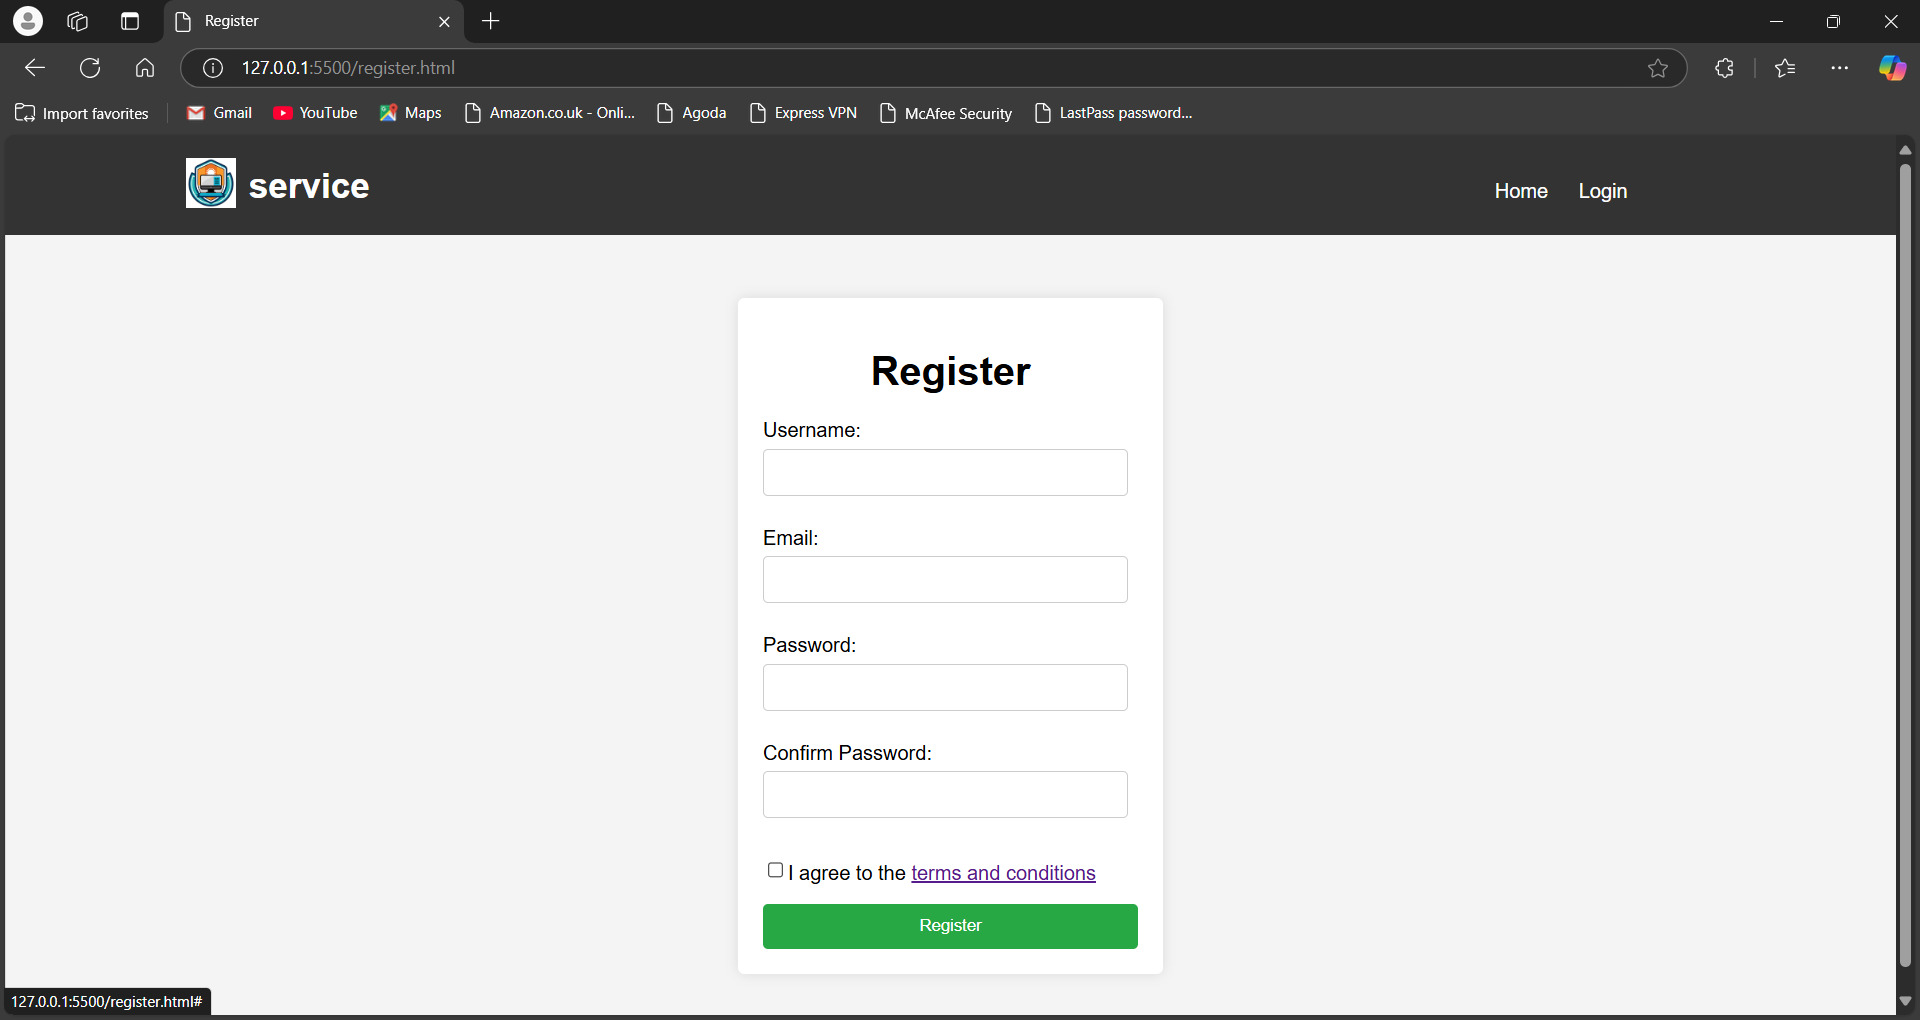 Register
127.0.0.1:5500/register.html
Import favorites
Gmail
YouTube
Maps
Amazon.co.uk - Onli...
Agoda
Express VPN
McAfee Security
LastPass password...
service
Home
Login
Register
Username:
Email:
Password:
Confirm Password:
I agree to the terms and conditions
Register
127.0.0.1:5500/register.html#